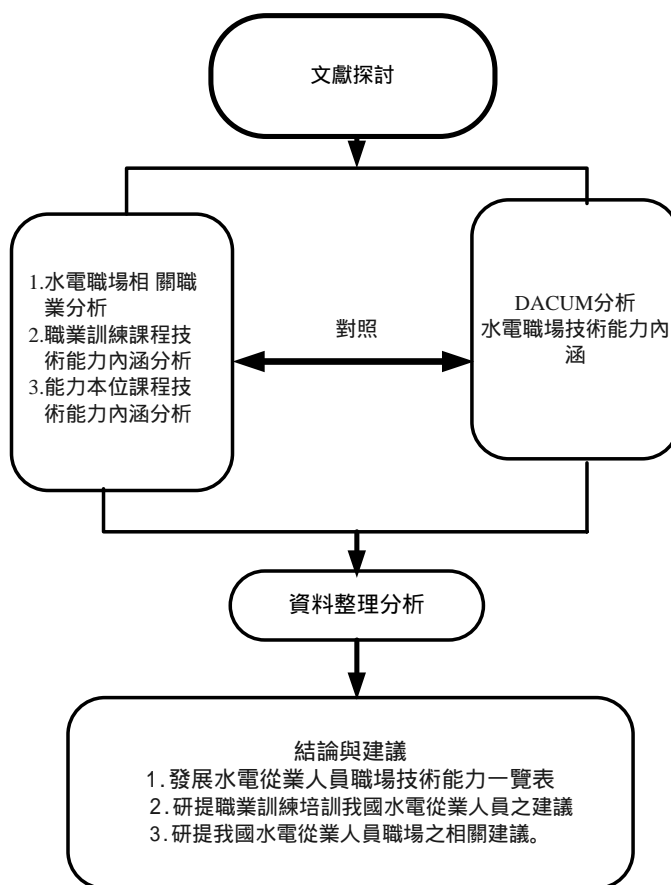 文獻探討
1.水電職場相 關職
業分析
2.職業訓練課程技
術能力內涵分析
3.能力本位課程技
術能力內涵分析
對照
DACUM分析
水電職場技術能力內
涵
資料整理分析
結論與建議
1.發展水電從業人員職場技術能力一覽表
2.研提職業訓練培訓我國水電從業人員之建議
3.研提我國水電從業人員職場之相關建議。